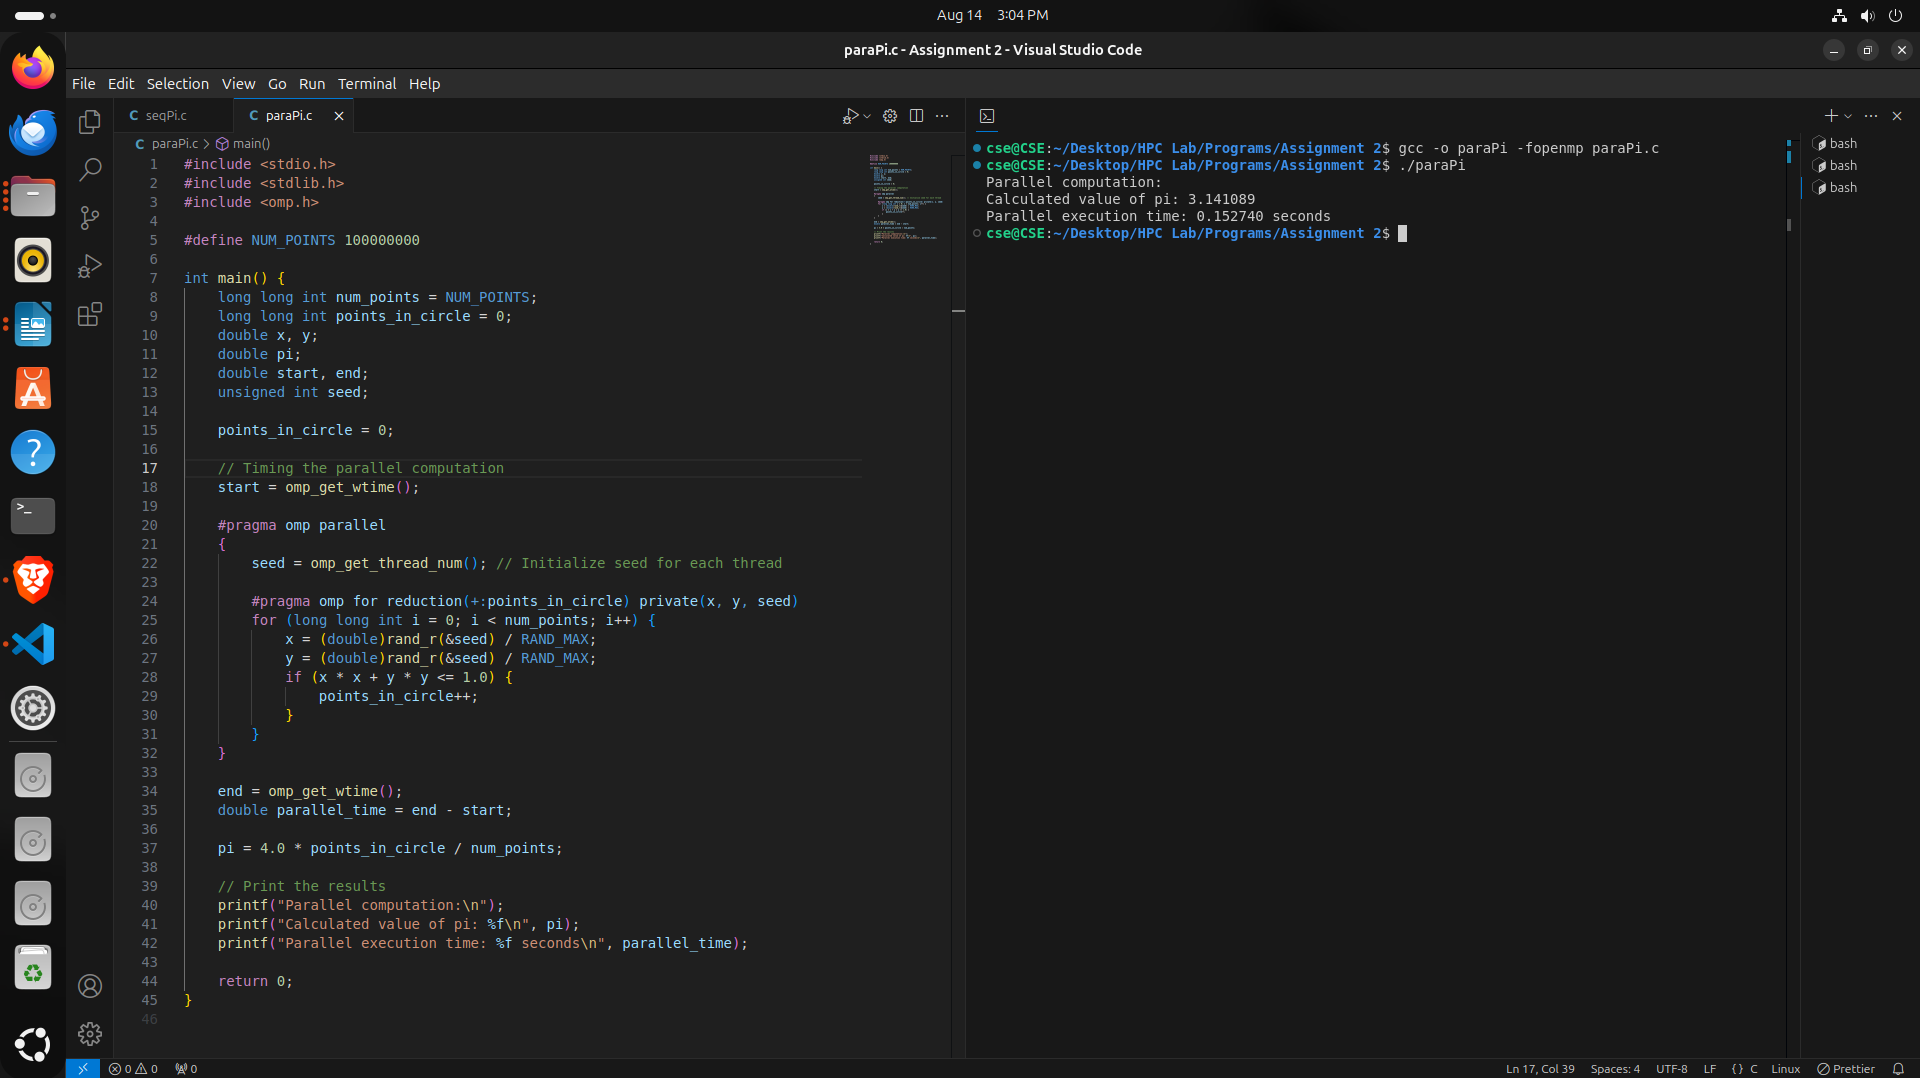 Aug 14 3:04 PM
paraPi.c - Assignment 2 - Visual Studio Code
File Edit Selection View Go Run Terminal Help
C seqPi.c
C paraPi.c
C paraPi.c > main()
1 #include <stdio.h>
2 #include <stdlib.h>
3 #include <omp.h>
4
5 #define NUM_POINTS 100000000
6
7 int main() {
8 long long int num_points = NUM_POINTS;
9 long long int points_in_circle = 0;
10 double x, y;
11 double pi;
12 double start, end;
13 unsigned int seed;
14
15 points_in_circle = 0;
16
17 // Timing the parallel computation
18 start = omp_get_wtime();
19
20 #pragma omp parallel
21 {
22 seed = omp_get_thread_num(); // Initialize seed for each thread
23
24 #pragma omp for reduction(+:points_in_circle) private(x, y, seed)
25 for (long long int i = 0; i < num_points; i++) {
26 x = (double)rand_r(&seed) / RAND_MAX;
27 y = (double)rand_r(&seed) / RAND_MAX;
28 if (x * x + y * y <= 1.0) {
29 points_in_circle++;
30 }
31 }
32 }
33
34 end = omp_get_wtime();
35 double parallel_time = end - start;
36
37 pi = 4.0 * points_in_circle / num_points;
38
39 // Print the results
40 printf("Parallel computation:\n");
41 printf("Calculated value of pi: %f\n", pi);
42 printf("Parallel execution time: %f seconds\n", parallel_time);
43
44 return 0;
45 }
46
cse@CSE:~/Desktop/HPC Lab/Programs/Assignment 2$ gcc -o paraPi -fopenmp paraPi.c
cse@CSE:~/Desktop/HPC Lab/Programs/Assignment 2$ ./paraPi
Parallel computation:
Calculated value of pi: 3.141089
Parallel execution time: 0.152740 seconds
cse@CSE:~/Desktop/HPC Lab/Programs/Assignment 2$
bash
bash
bash
0 0 0
Ln 17, Col 39 Spaces: 4 UTF-8 LF {} C Linux Prettier